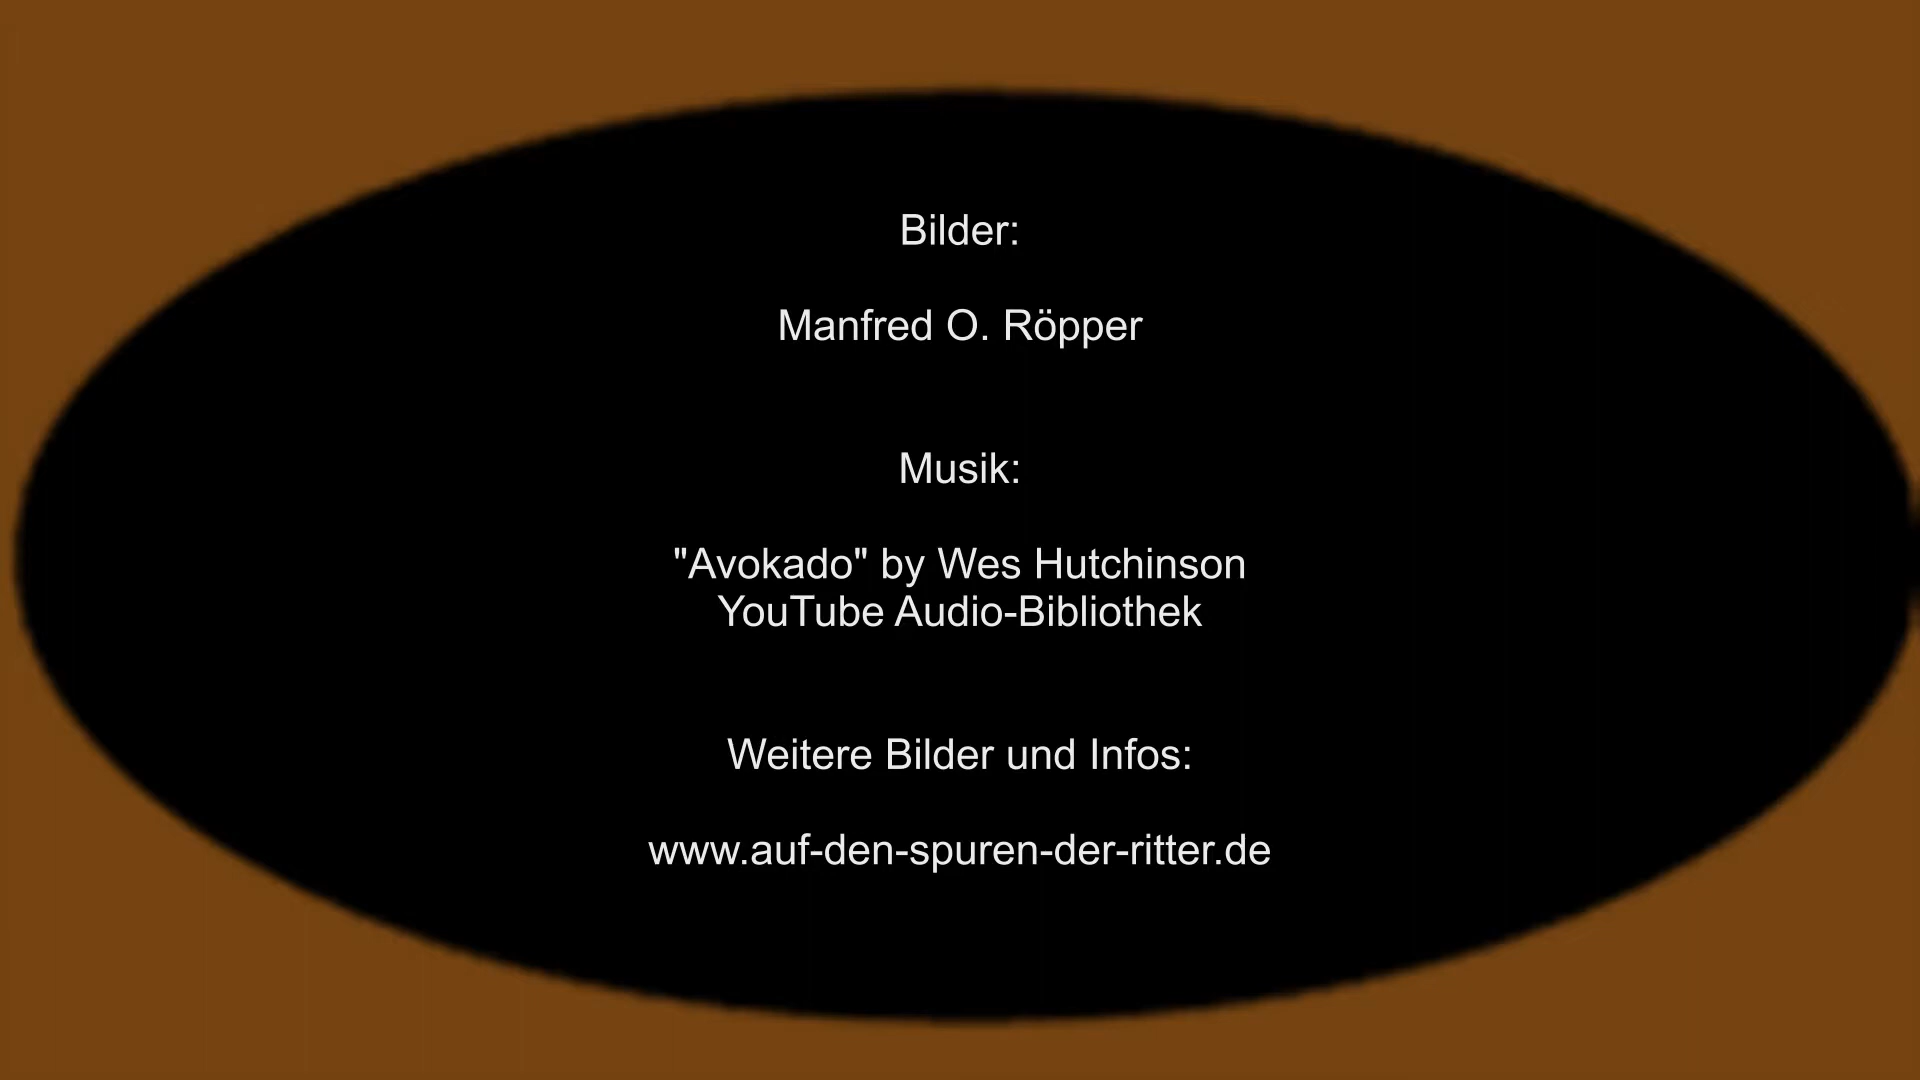 Bilder:
Manfred O. Röpper
Musik:
"Avokado" by Wes Hutchinson
YouTube Audio-Bibliothek
Weitere Bilder und Infos:
www.auf-den-spuren-der-ritter.de